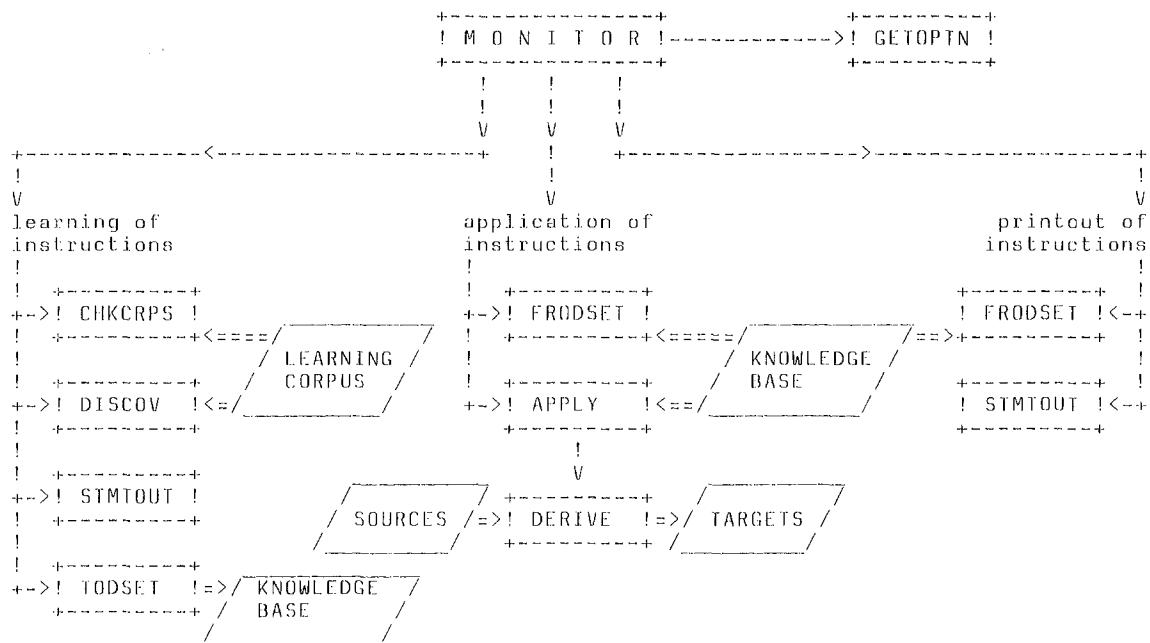 M O N I T O R
GETOPTN
learning of
instructions
application of
instructions
printout of
instructions
CHKCRPS
FRODSET
FRODSET
LEARNING
CORPUS
KNOWLEDGE
BASE
DISCOV
APPLY
STMTOUT
STMTOUT
SOURCES
DERIVE
TARGETS
TODSET
KNOWLEDGE
BASE